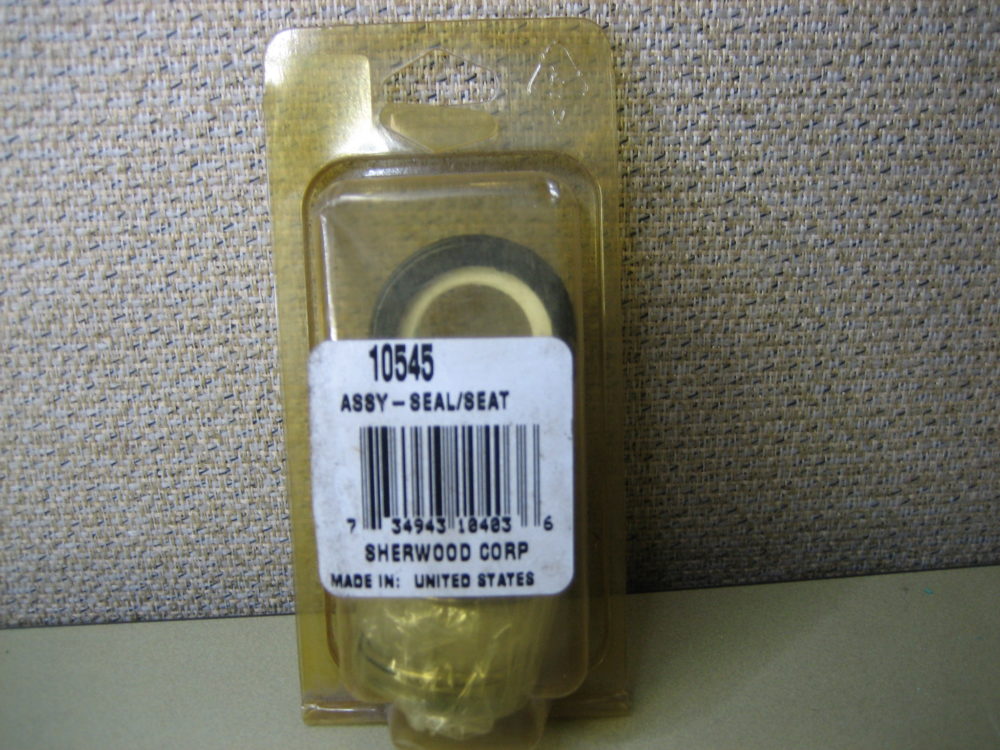 10545
ASSY - SEAL/SEAT
7 34943 10403 6
SHERWOOD CORP
MADE IN: UNITED STATES